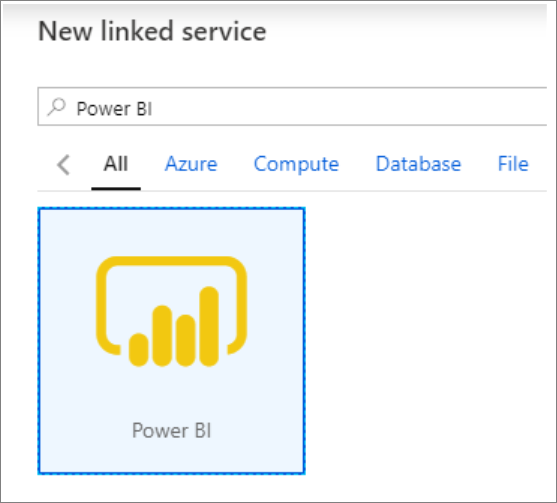 New linked service
Power BI
All Azure Compute Database File
Power BI